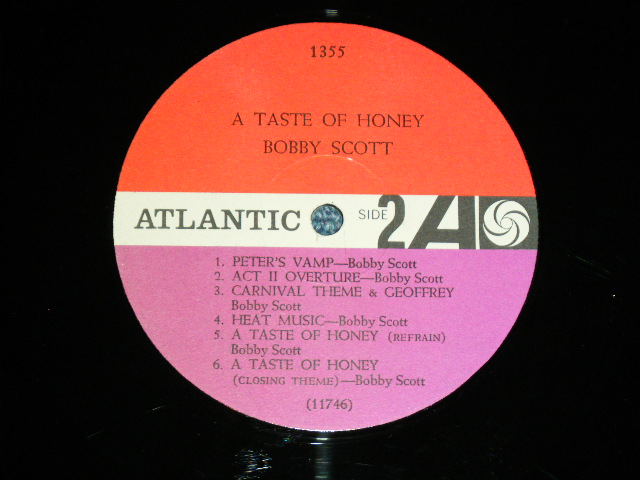 1355
A TASTE OF HONEY
BOBBY SCOTT
ATLANTIC SIDE 2 A
1. PETER'S VAMP—Bobby Scott
2. ACT II OVERTURE—Bobby Scott
3. CARNIVAL THEME & GEOFFREY
Bobby Scott
4. HEAT MUSIC—Bobby Scott
5. A TASTE OF HONEY (REFRAIN)
Bobby Scott
6. A TASTE OF HONEY
(CLOSING THEME)—Bobby Scott
(11746)